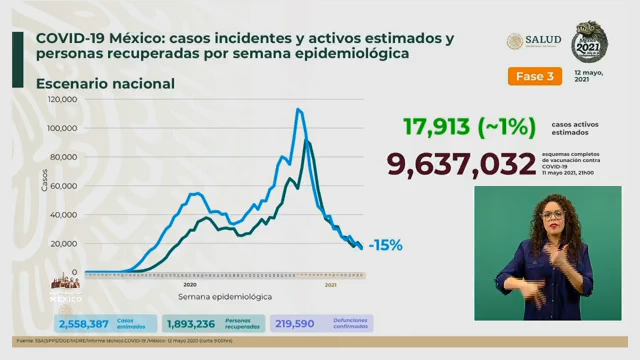 COVID-19 México: casos incidentes y activos estimados y
personas recuperadas por semana epidemiológica
SALUD
2021
Fase 3
12 mayo,
2021
Escenario nacional
120,000
100,000
80,000
60,000
40,000
20,000
0
Casos
2020
2021
Semana epidemiológica
-15%
17,913 (~1%)
casos activos
estimados
9,637,032
esquemas completos
de vacunación contra
COVID-19
11 mayo 2021, 21h00
MÉXICO
2,558,387
Casos
estimados
1,893,236
Personas
recuperadas
219,590
Defunciones
confirmadas